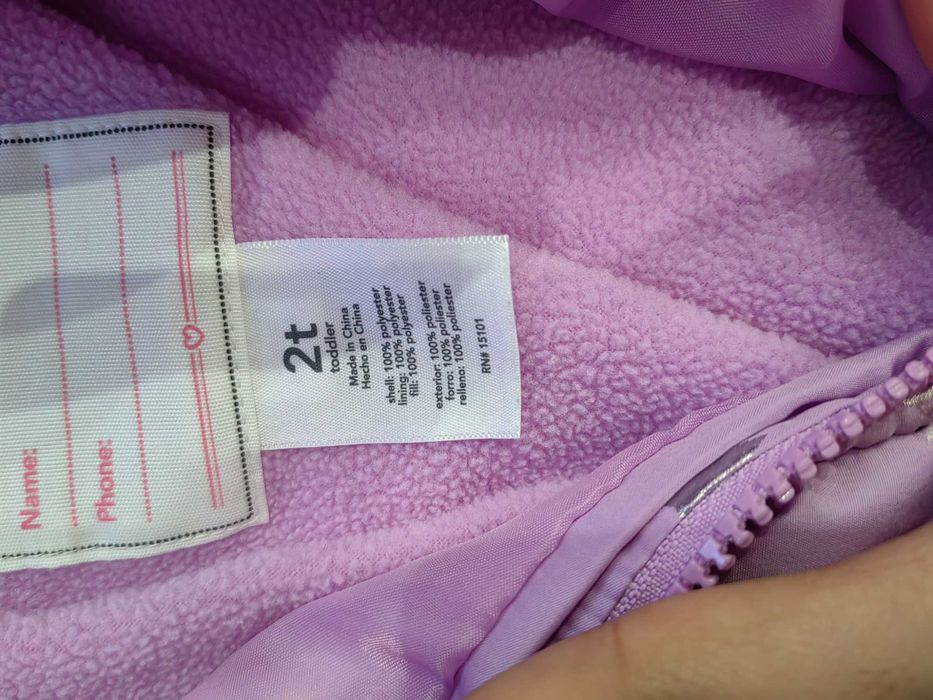 Name:
Phone:
2t
toddler
Made in China
Hecho en China
shell: 100% polyester
lining: 100% polyester
fill: 100% polyester
exterior: 100% poliester
forro: 100% poliester
relleno: 100% poliester
RN# 15101